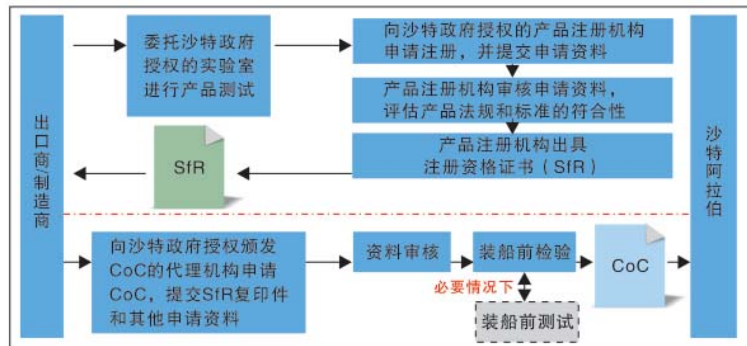 出口商/制造商
委托沙特政府
授权的实验室
进行产品测试
向沙特政府授权的产品注册机构
申请注册，并提交申请资料
产品注册机构审核申请资料，
评估产品法规和标准的符合性
产品注册机构出具
注册资格证书（SfR）
SfR
沙特阿拉伯
向沙特政府授权颁发
CoC的代理机构申请
CoC，提交SfR复印件
和其他申请资料
资料审核
装船前检验
CoC
必要情况下
装船前测试